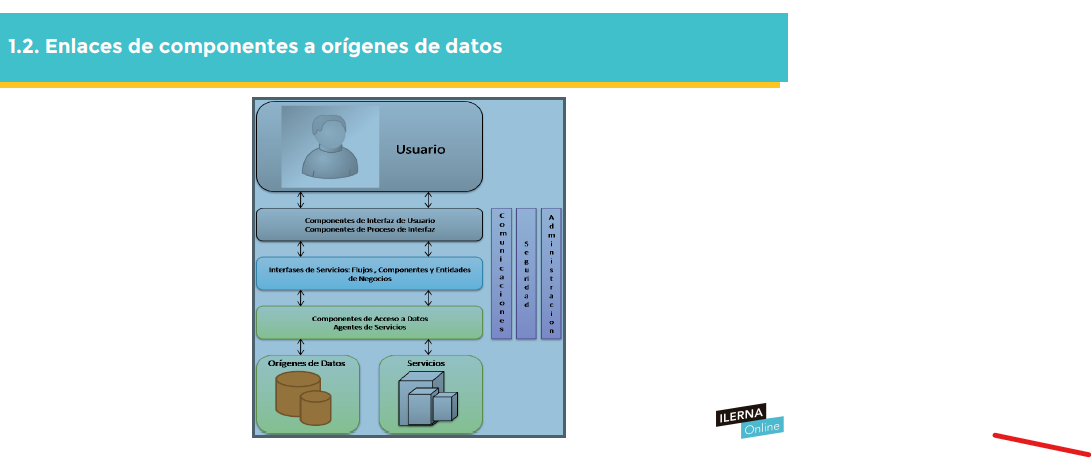 1.2. Enlaces de componentes a orígenes de datos
Usuario
Componentes de Interfaz de Usuario
Componentes de Proceso de Interfaz
Interfases de Servicios: Flujos , Componentes y Entidades
de Negocios
Componentes de Acceso a Datos
Agentes de Servicios
Orígenes de Datos
Servicios
Comunicaciones
Seguridad
Administracion
ILERNA
Online